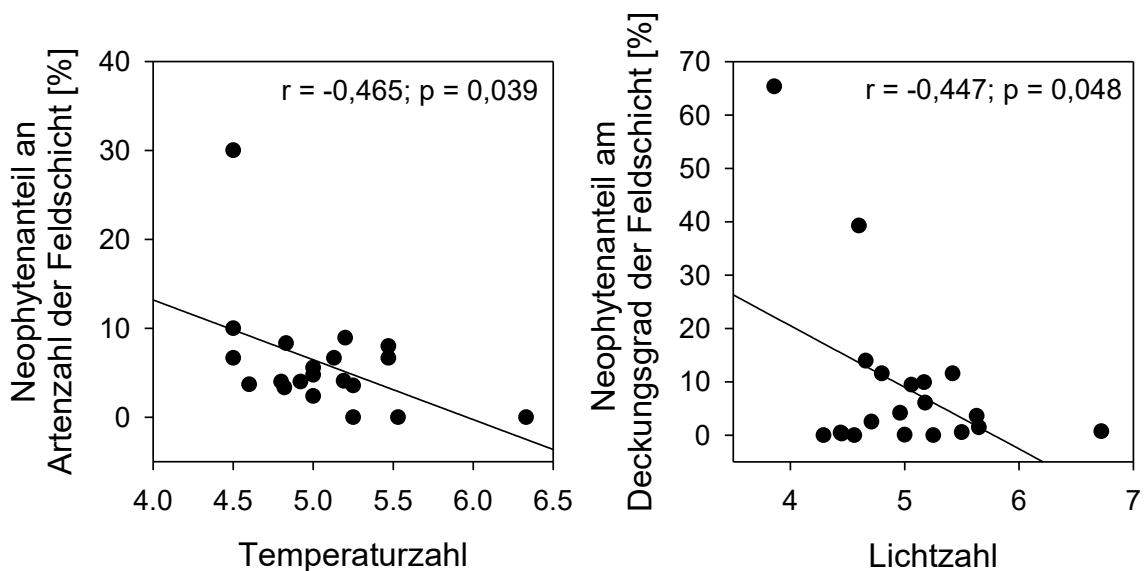 Neophytenanteil an
Artenzahl der Feldschicht [%]
40
30
20
10
0
r = -0,465; p = 0,039
4.0 4.5 5.0 5.5 6.0 6.5
Temperaturzahl
Neophytenanteil am
Deckungsgrad der Feldschicht [%]
70
60
50
40
30
20
10
0
r = -0,447; p = 0,048
4 5 6 7
Lichtzahl